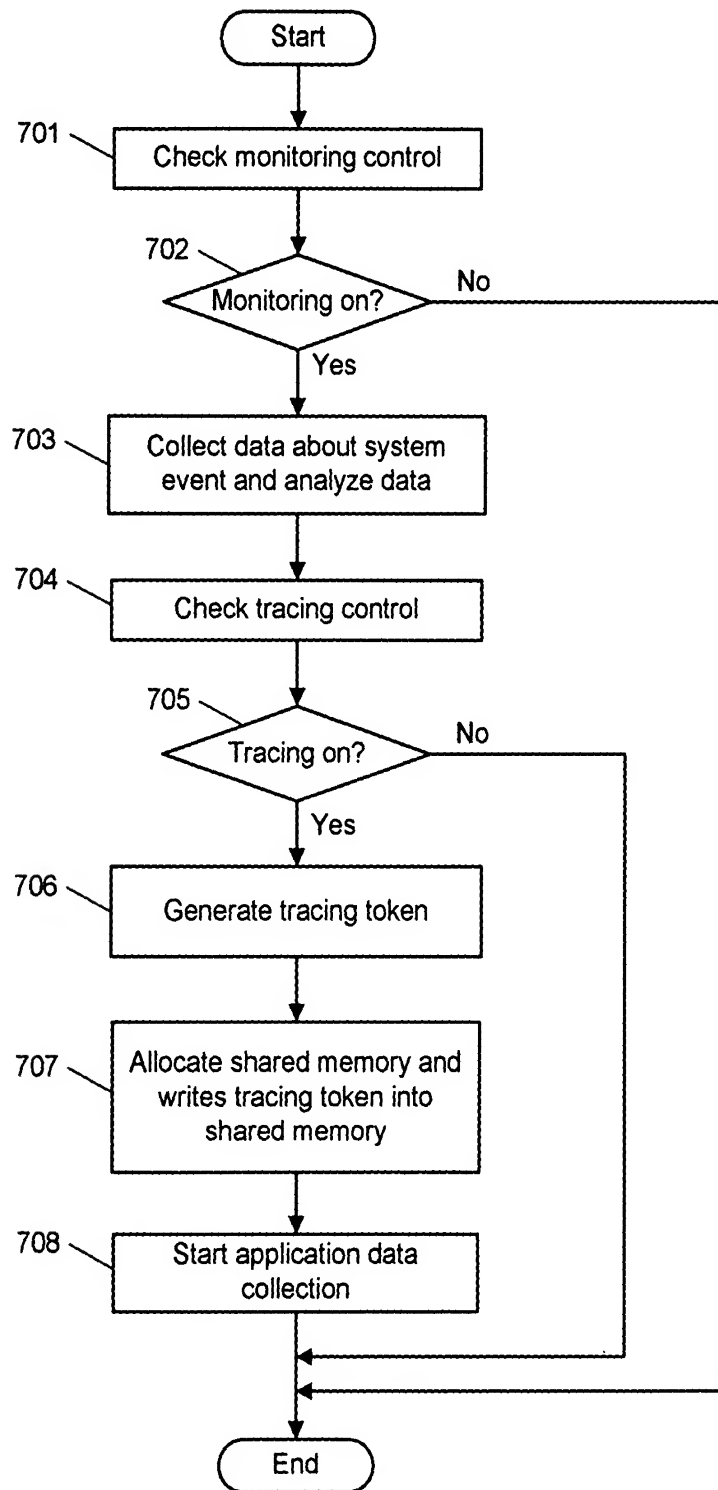 Start
701
Check monitoring control
702
Monitoring on?
No
Yes
703
Collect data about system
event and analyze data
704
Check tracing control
705
Tracing on?
No
Yes
706
Generate tracing token
707
Allocate shared memory and
writes tracing token into
shared memory
708
Start application data
collection
End